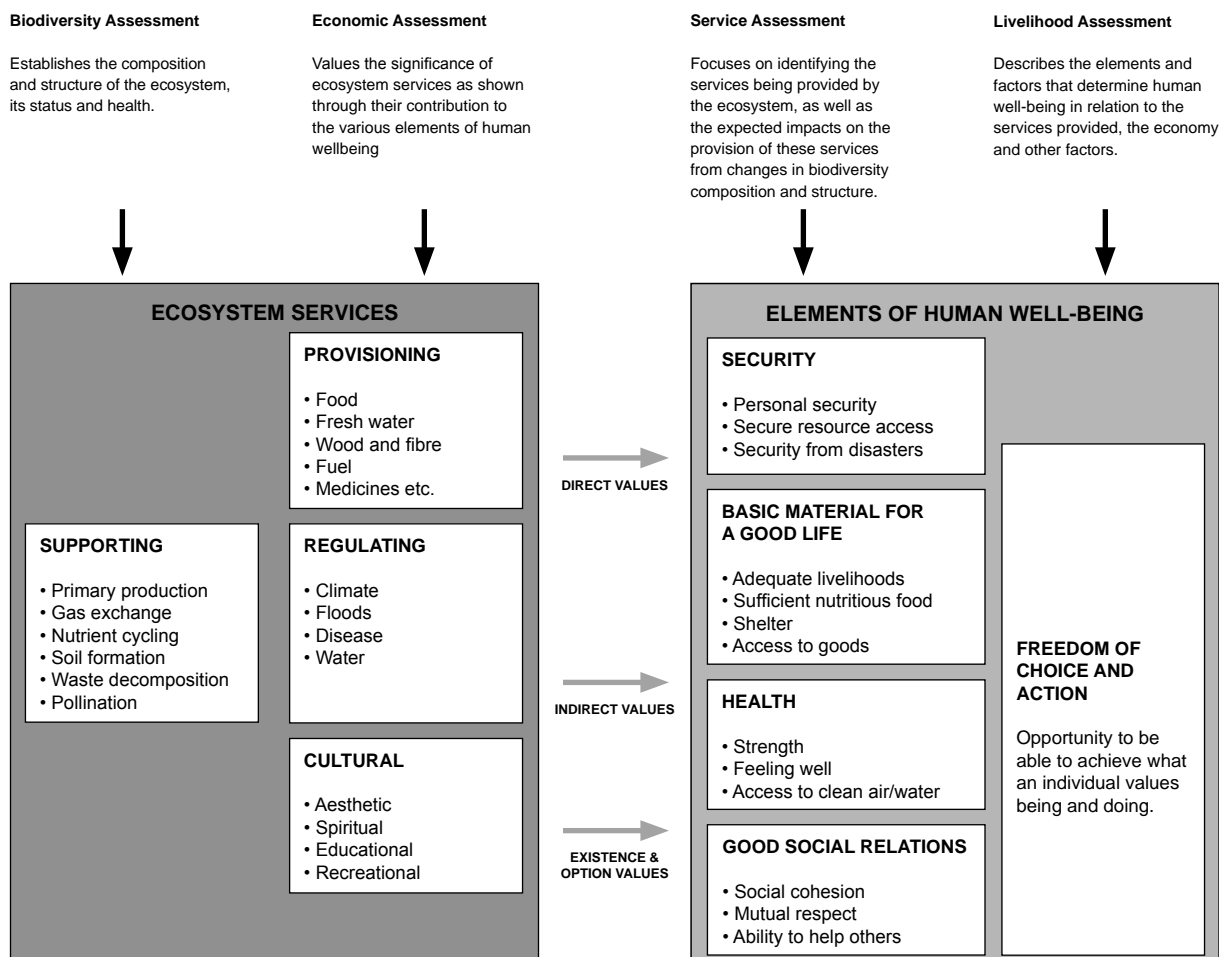 Biodiversity Assessment
Establishes the composition
and structure of the ecosystem,
its status and health.
Economic Assessment
Values the significance of
ecosystem services as shown
through their contribution to
the various elements of human
wellbeing
Service Assessment
Focuses on identifying the
services being provided by
the ecosystem, as well as
the expected impacts on the
provision of these services
from changes in biodiversity
composition and structure.
Livelihood Assessment
Describes the elements and
factors that determine human
well-being in relation to the
services provided, the economy
and other factors.
ECOSYSTEM SERVICES
SUPPORTING
• Primary production
• Gas exchange
• Nutrient cycling
• Soil formation
• Waste decomposition
• Pollination
PROVISIONING
• Food
• Fresh water
• Wood and fibre
• Fuel
• Medicines etc.
REGULATING
• Climate
• Floods
• Disease
• Water
CULTURAL
• Aesthetic
• Spiritual
• Educational
• Recreational
DIRECT VALUES
INDIRECT VALUES
EXISTENCE &
OPTION VALUES
ELEMENTS OF HUMAN WELL-BEING
SECURITY
• Personal security
• Secure resource access
• Security from disasters
BASIC MATERIAL FOR
A GOOD LIFE
• Adequate livelihoods
• Sufficient nutritious food
• Shelter
• Access to goods
HEALTH
• Strength
• Feeling well
• Access to clean air/water
GOOD SOCIAL RELATIONS
• Social cohesion
• Mutual respect
• Ability to help others
FREEDOM OF
CHOICE AND
ACTION
Opportunity to be
able to achieve what
an individual values
being and doing.